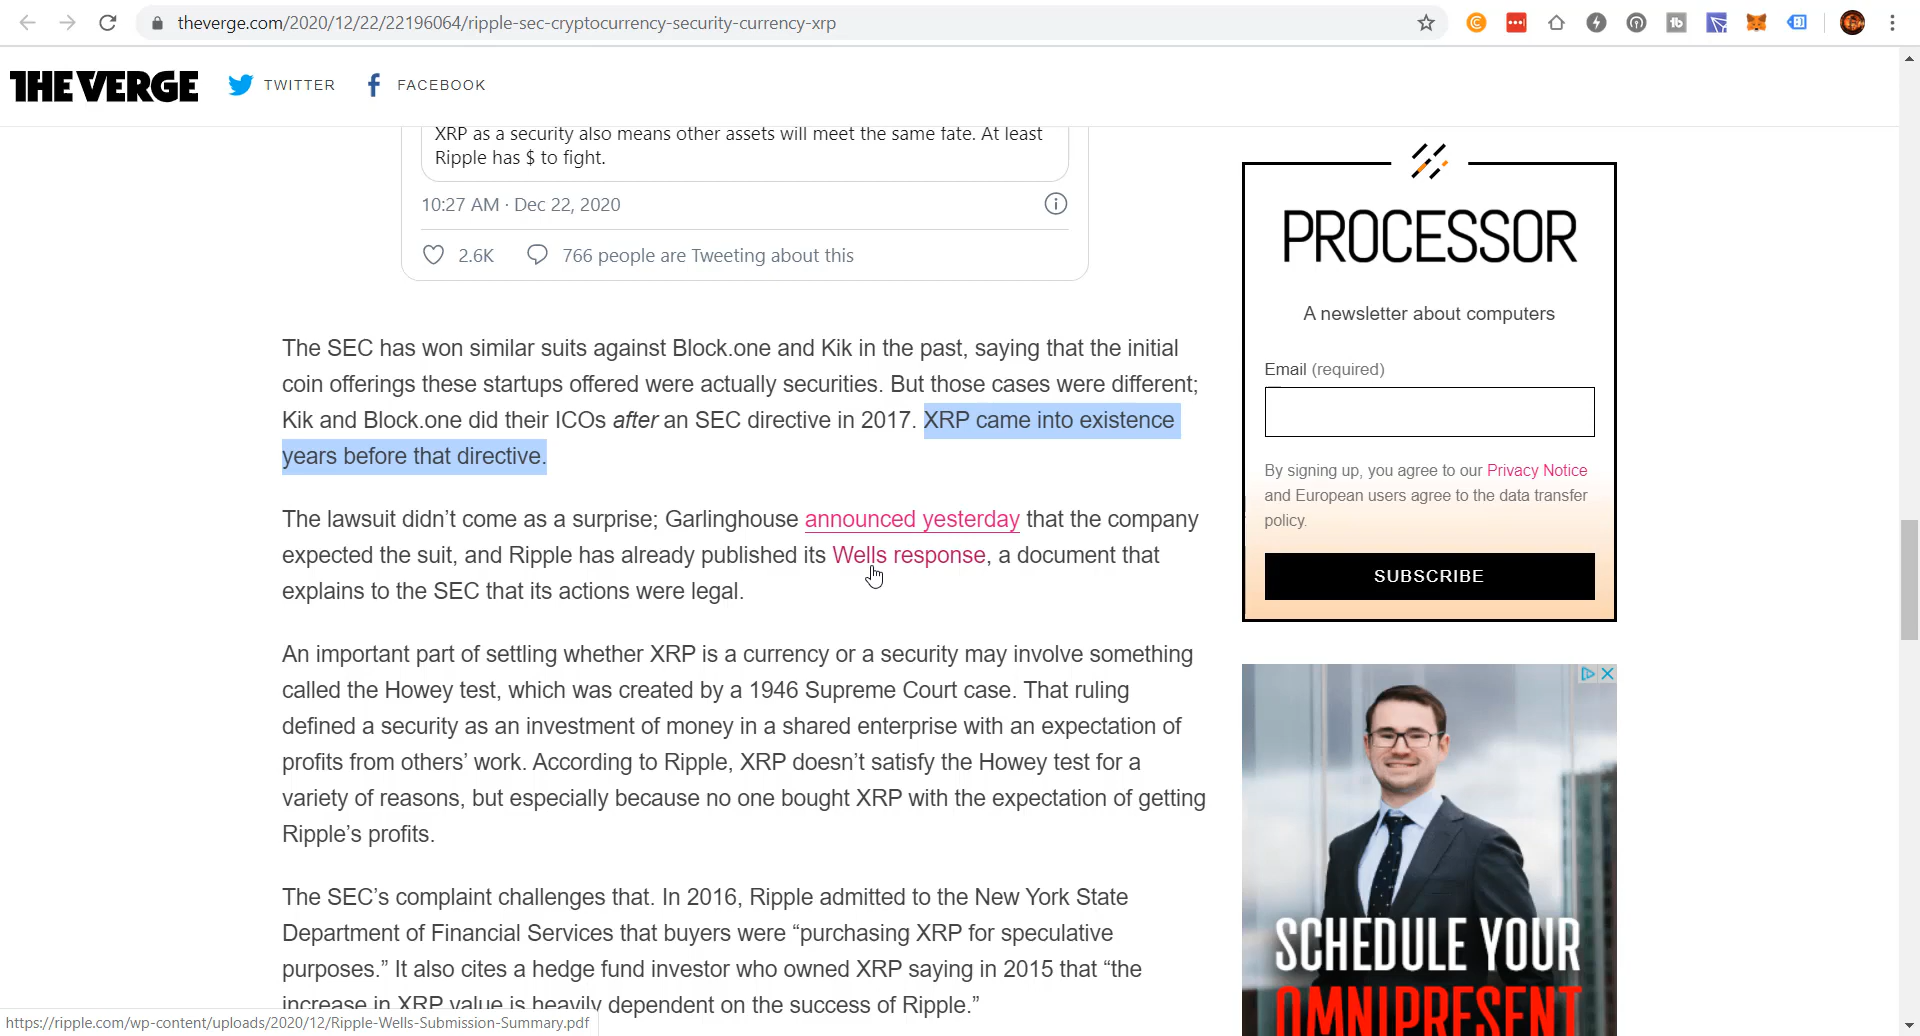 theverge.com/2020/12/22/22196064/ripple-sec-cryptocurrency-security-currency-xrp
THE VERGE
TWITTER
FACEBOOK
XRP as a security also means other assets will meet the same fate. At least
Ripple has $ to fight.
10:27 AM · Dec 22, 2020
2.6K
766 people are Tweeting about this
The SEC has won similar suits against Block.one and Kik in the past, saying that the initial
coin offerings these startups offered were actually securities. But those cases were different;
Kik and Block.one did their ICOs after an SEC directive in 2017. XRP came into existence
years before that directive.
The lawsuit didn’t come as a surprise; Garlinghouse announced yesterday that the company
expected the suit, and Ripple has already published its Wells response, a document that
explains to the SEC that its actions were legal.
An important part of settling whether XRP is a currency or a security may involve something
called the Howey test, which was created by a 1946 Supreme Court case. That ruling
defined a security as an investment of money in a shared enterprise with an expectation of
profits from others’ work. According to Ripple, XRP doesn’t satisfy the Howey test for a
variety of reasons, but especially because no one bought XRP with the expectation of getting
Ripple’s profits.
The SEC’s complaint challenges that. In 2016, Ripple admitted to the New York State
Department of Financial Services that buyers were “purchasing XRP for speculative
purposes.” It also cites a hedge fund investor who owned XRP saying in 2015 that “the
increase in XRP value is heavily dependent on the success of Ripple.”
PROCESSOR
A newsletter about computers
Email (required)
By signing up, you agree to our Privacy Notice
and European users agree to the data transfer
policy.
SUBSCRIBE
SCHEDULE YOUR
OMNIPRESENT
https://ripple.com/wp-content/uploads/2020/12/Ripple-Wells-Submission-Summary.pdf